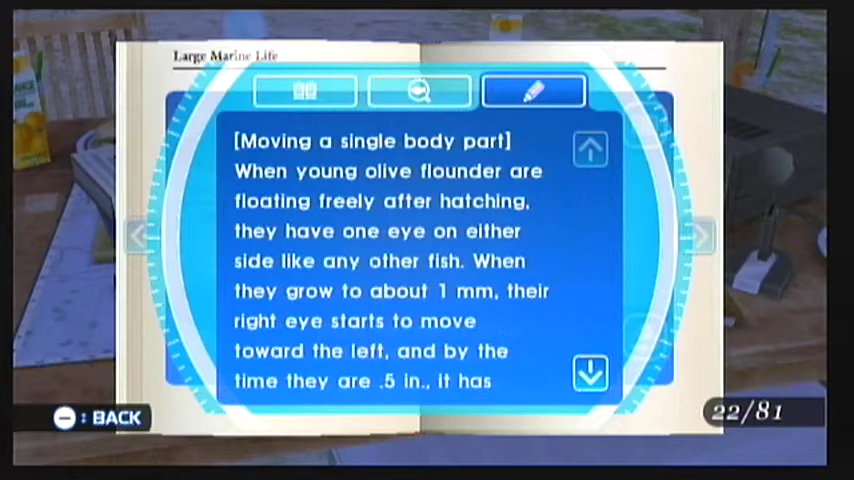 Large Marine Life
[Moving a single body part]
When young olive flounder are
floating freely after hatching,
they have one eye on either
side like any other fish. When
they grow to about 1 mm, their
right eye starts to move
toward the left, and by the
time they are .5 in., it has
- : BACK
22/81